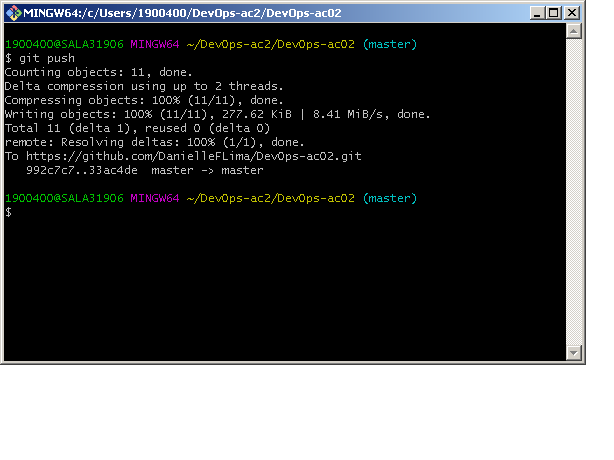 MINGW64:/c/Users/1900400/DevOps-ac2/DevOps-ac02
1900400@SALA31906 MINGW64 ~/DevOps-ac2/DevOps-ac02 (master)
$ git push
Counting objects: 11, done.
Delta compression using up to 2 threads.
Compressing objects: 100% (11/11), done.
Writing objects: 100% (11/11), 277.62 KiB | 8.41 MiB/s, done.
Total 11 (delta 1), reused 0 (delta 0)
remote: Resolving deltas: 100% (1/1), done.
To https://github.com/DanielleFLima/DevOps-ac02.git
   992c7c7..33ac4de  master -> master
1900400@SALA31906 MINGW64 ~/DevOps-ac2/DevOps-ac02 (master)
$